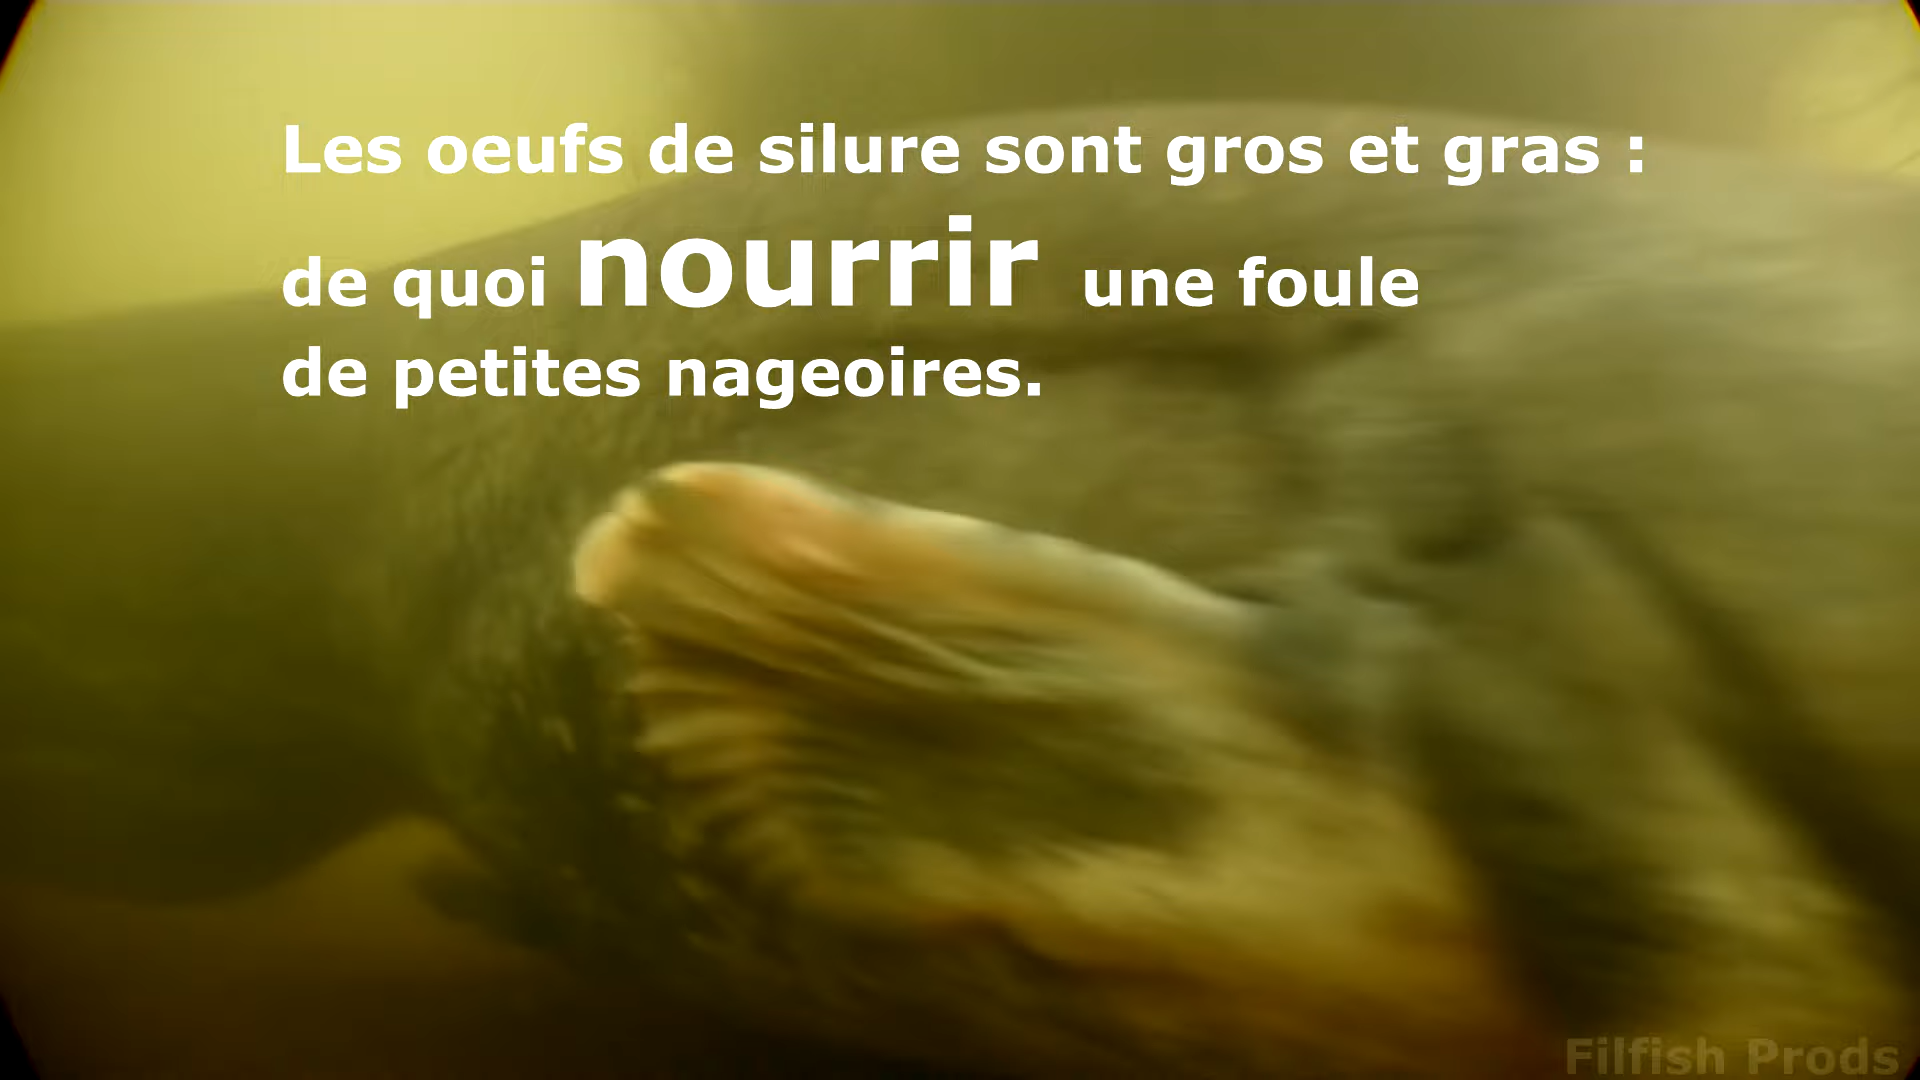 Les oeufs de silure sont gros et gras :
de quoi nourrir une foule
de petites nageoires.
Filfish Prods